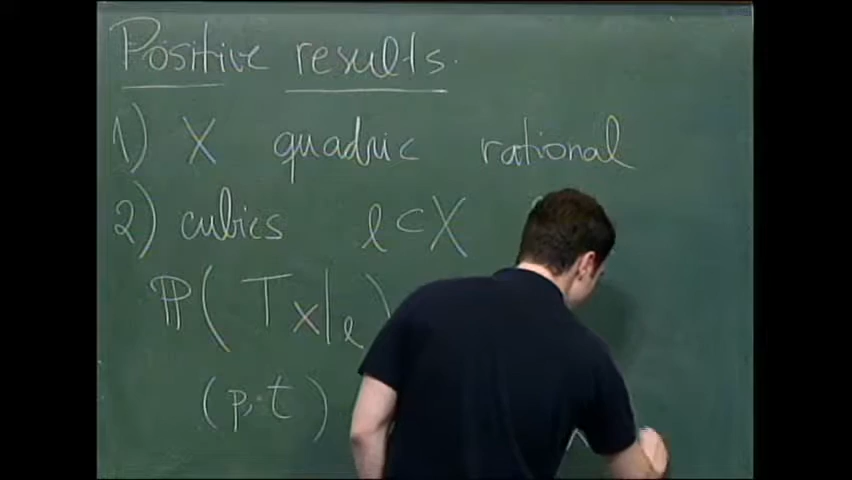 Positive results.
1) X quadric rational
2) cubics l ⊂ X
ℙ( T_X|_l )
(p, t)